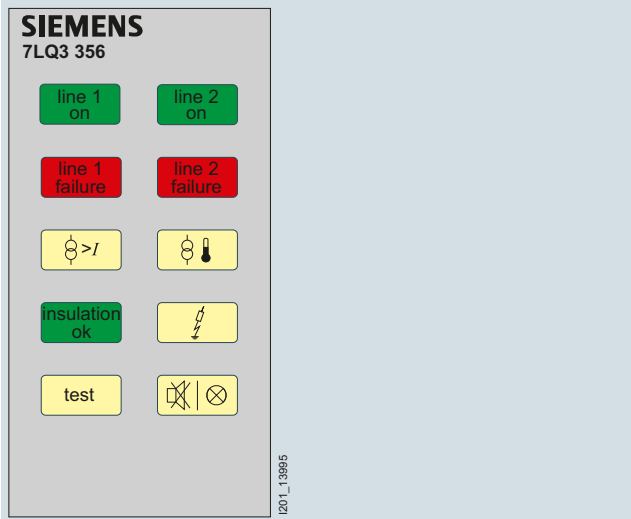 SIEMENS
7LQ3 356
line 1
on
line 2
on
line 1
failure
line 2
failure
>I
insulation
ok
test
I201_13995